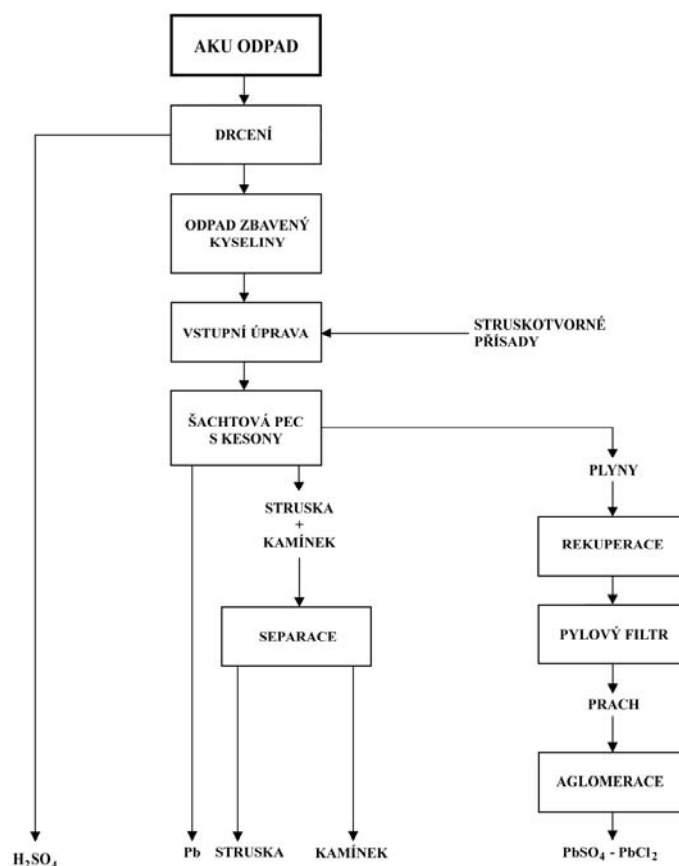 AKU ODPAD
DRCENÍ
ODPAD ZBAVENÝ
KYSELINY
VSTUPNÍ ÚPRAVA
STRUSKOTVORNÉ
PŘÍSADY
ŠACHTOVÁ PEC
S KESONY
PLYNY
STRUSKA
+
KAMÍNEK
REKUPERACE
SEPARACE
PYLOVÝ FILTR
PRACH
AGLOMERACE
H₂SO₄
Pb
STRUSKA
KAMÍNEK
PbSO₄ - PbCl₂